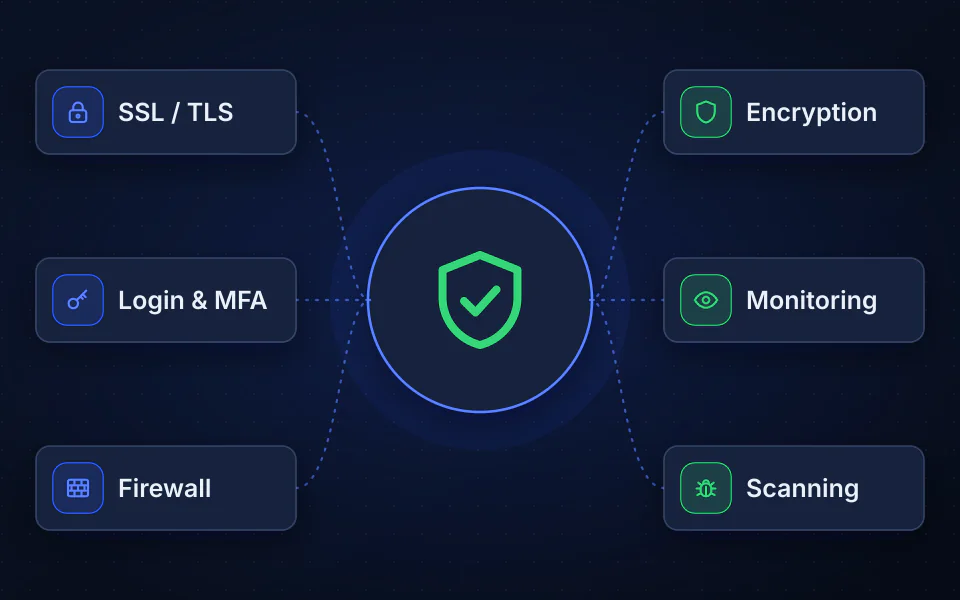 SSL / TLS
Encryption
Login & MFA
Monitoring
Firewall
Scanning